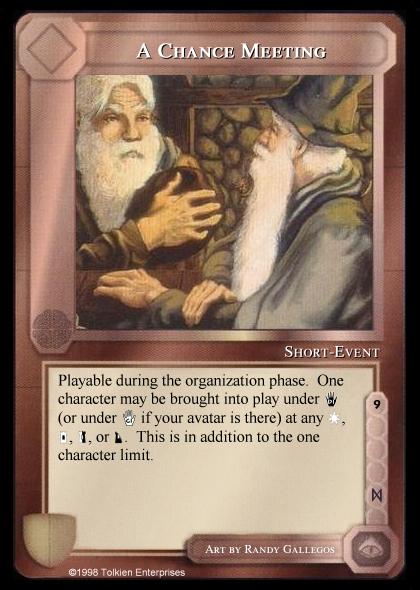 A Chance Meeting
Short-Event
Playable during the organization phase. One
character may be brought into play under
(or under if your avatar is there) at any ,
, , or . This is in addition to the one
character limit.
9
Art by Randy Gallegos
©1998 Tolkien Enterprises